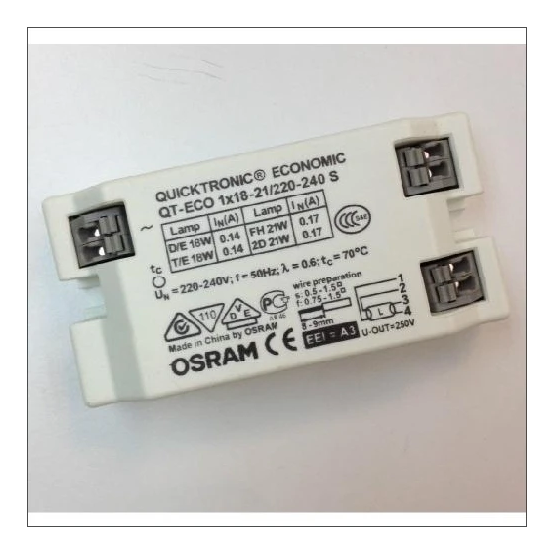 QUICKTRONIC® ECONOMIC
QT-ECO 1x18-21/220-240 S
~
Lamp IN(A) Lamp IN(A)
D/E 18W 0.14 FH 21W 0.17
T/E 18W 0.14 2D 21W 0.17
CCC S&E
tc
UN = 220-240V; f = 50Hz; λ = 0.6; tc = 70°C
wire preparation
s: 0.5-1.5
f: 0.75-1.5
8-9mm
1
2
3
4
L
U-OUT=250V
110
DVE
Made in China by OSRAM
OSRAM CE EEI = A3